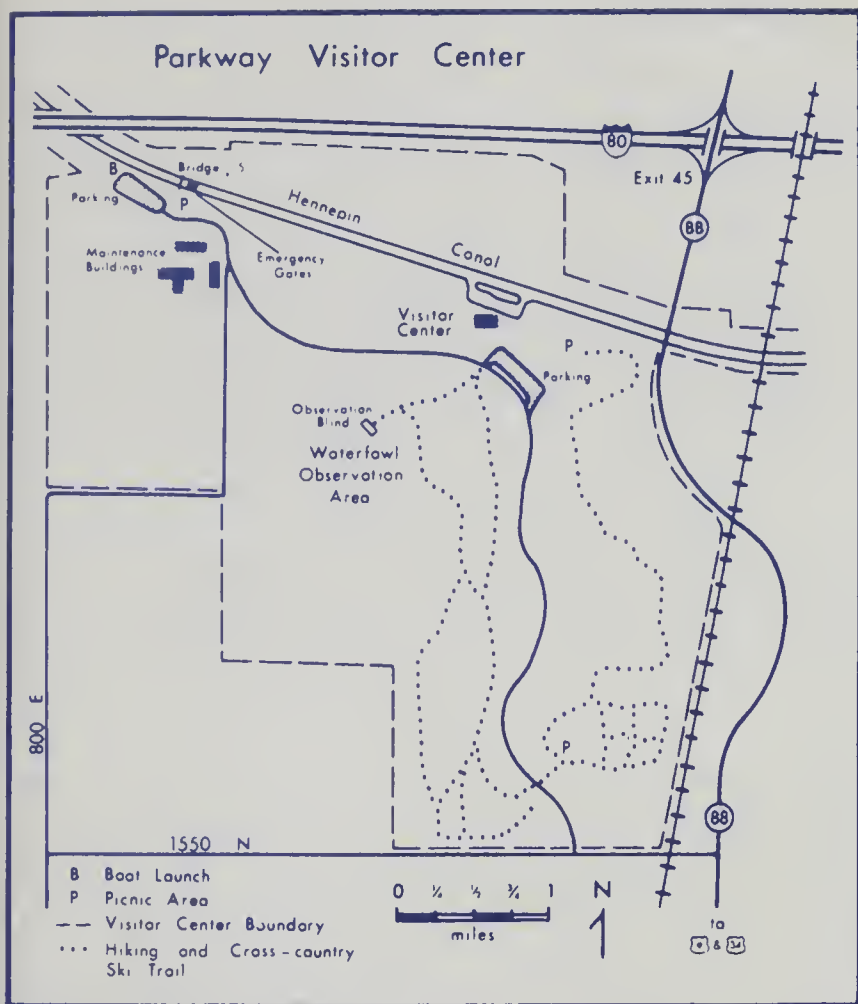 Parkway Visitor Center
80
Exit 45
88
B
Bridge
Parking
P
Hennepin
Canal
Maintenance
Buildings
Emergency
Gates
Visitor
Center
P
Parking
Observation
Blind
Waterfowl
Observation
Area
P
800 E
88
1550 N
B Boat Launch
P Picnic Area
Visitor Center Boundary
Hiking and Cross-country
Ski Trail
0 ¼ ½ ¾ 1
miles
N
to
6 & 34